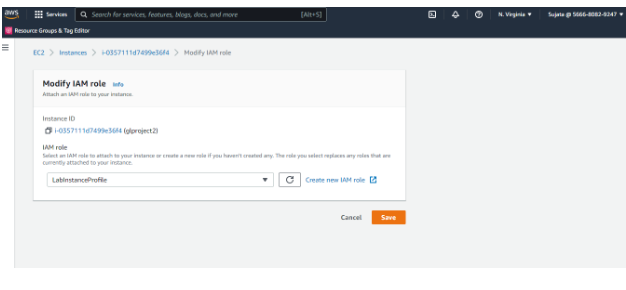 aws
Services
Search for services, features, blogs, docs, and more
[Alt+S]
N. Virginia ▼
Sujata @ 5666-8082-9247 ▼
Resource Groups & Tag Editor
EC2 > Instances > i-0357111d7499e36f4 > Modify IAM role
Modify IAM role Info
Attach an IAM role to your instance.
Instance ID
i-0357111d7499e36f4 (glproject2)
IAM role
Select an IAM role to attach to your instance or create a new role if you haven't created any. The role you select replaces any roles that are
currently attached to your instance.
LabInstanceProfile
Create new IAM role
Cancel
Save